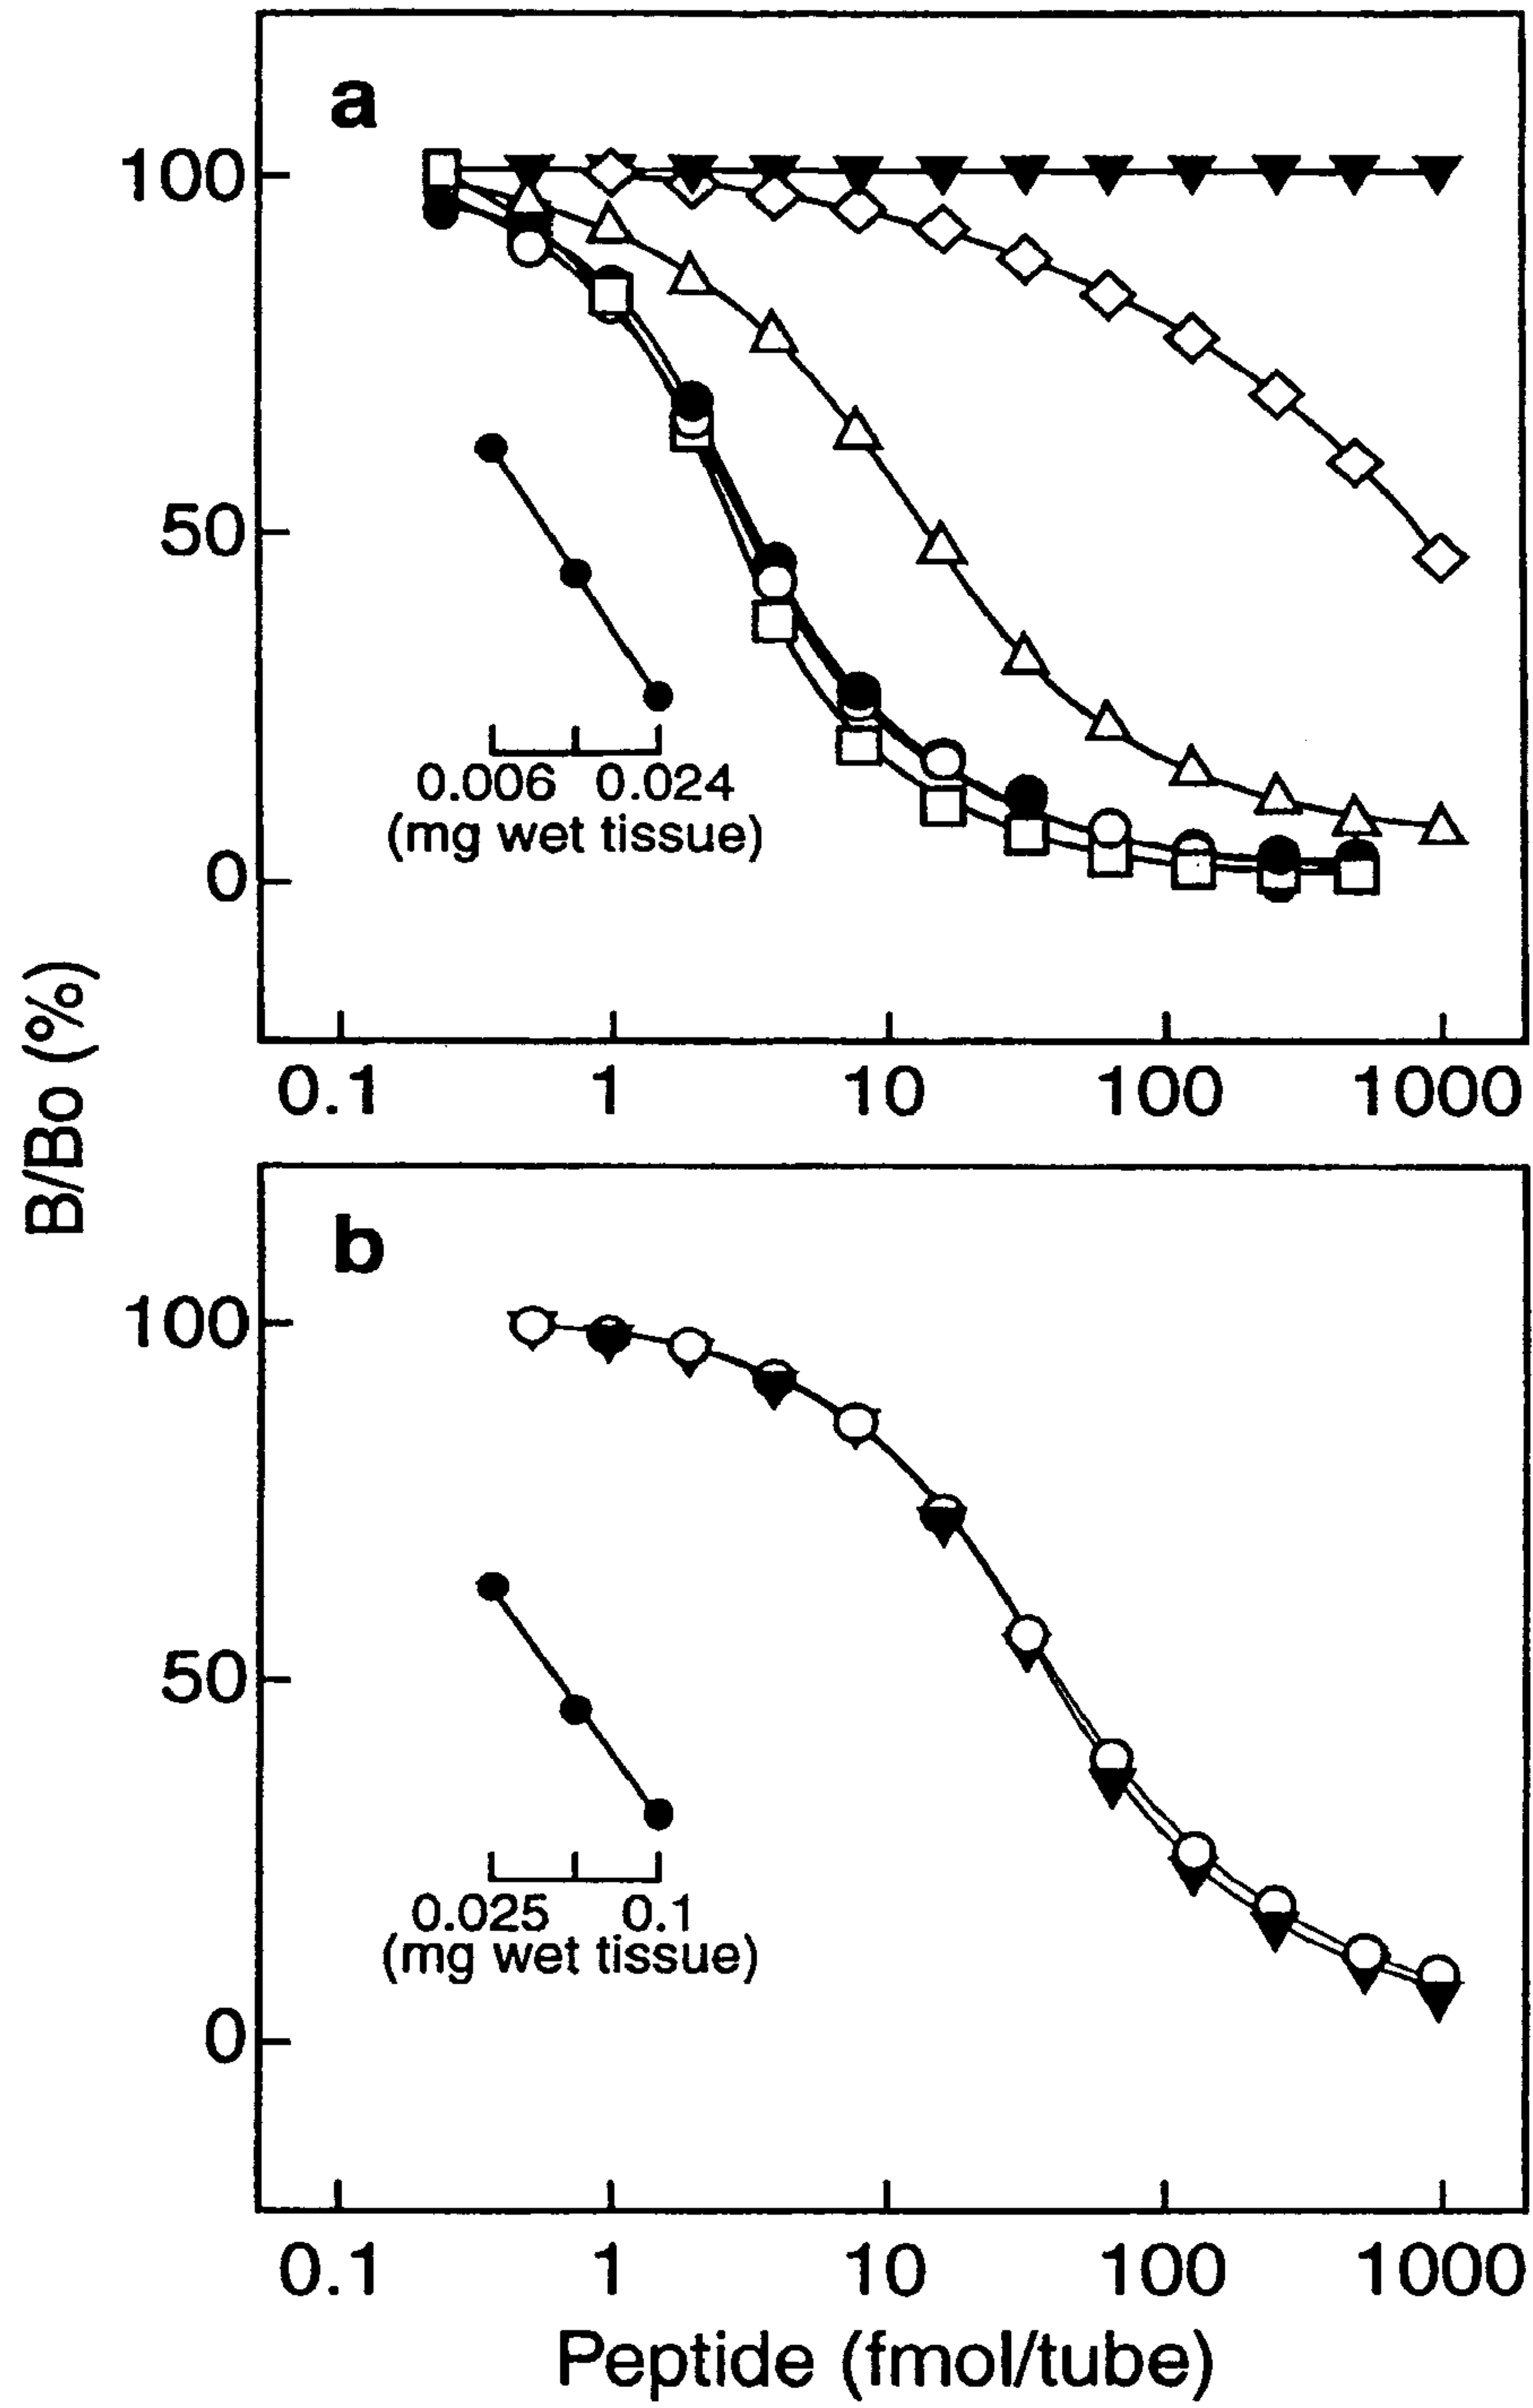 a
100
50
0
0.006 0.024
(mg wet tissue)
0.1 1 10 100 1000
B/Bo (%)
b
100
50
0
0.025 0.1
(mg wet tissue)
0.1 1 10 100 1000
Peptide (fmol/tube)